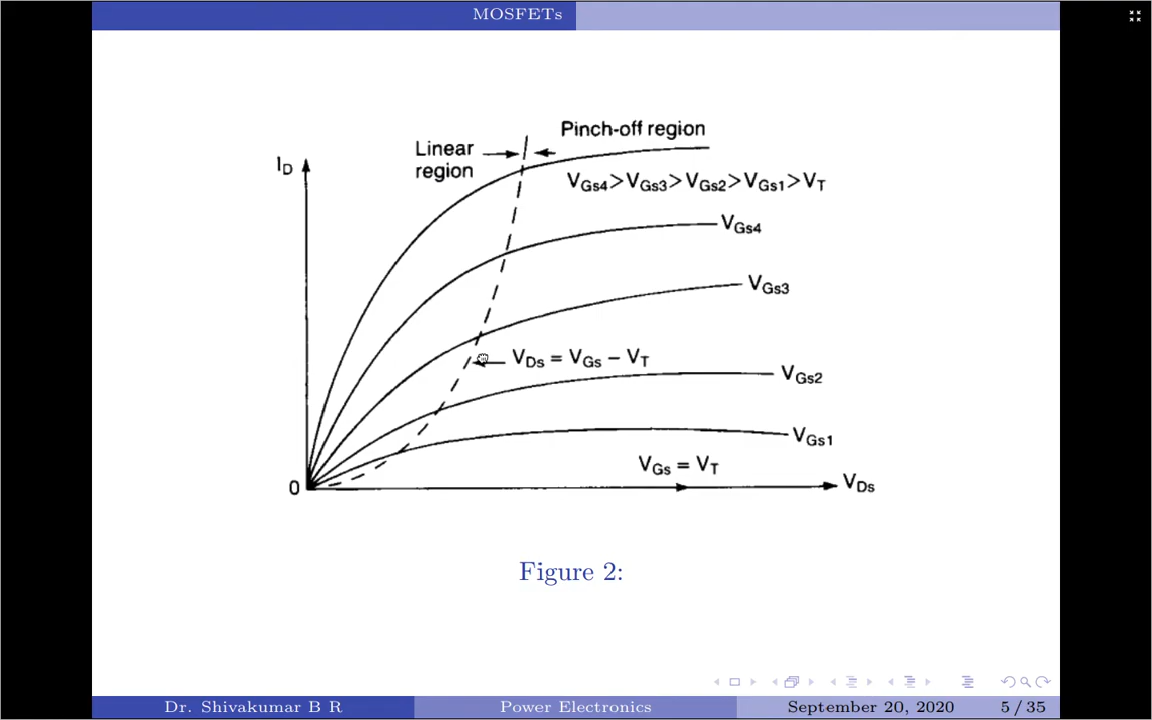 MOSFETs
Pinch-off region
Linear
region
I_D
V_Gs4>V_Gs3>V_Gs2>V_Gs1>V_T
V_Gs4
V_Gs3
V_Ds = V_Gs − V_T
V_Gs2
V_Gs1
V_Gs = V_T
0
V_Ds
Figure 2:
Dr. Shivakumar B R Power Electronics September 20, 2020 5 / 35